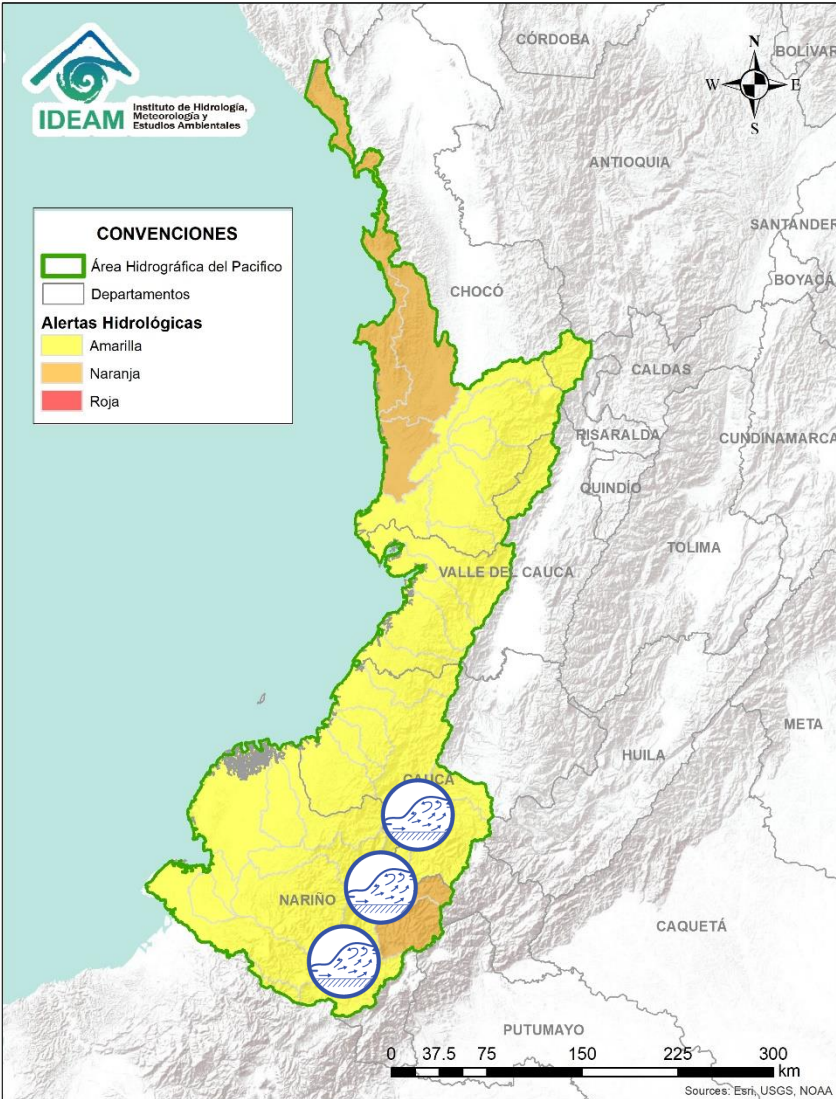 IDEAM
Instituto de Hidrología,
Meteorología y
Estudios Ambientales
CONVENCIONES
Área Hidrográfica del Pacifico
Departamentos
Alertas Hidrológicas
Amarilla
Naranja
Roja
N
W
E
S
CÓRDOBA
BOLÍVAR
ANTIOQUIA
SANTANDER
BOYACÁ
CHOCÓ
CALDAS
RISARALDA
CUNDINAMARCA
QUINDÍO
TOLIMA
VALLE DEL CAUCA
META
HUILA
CAUCA
NARIÑO
CAQUETÁ
PUTUMAYO
0 37.5 75 150 225 300
km
Sources: Esri, USGS, NOAA